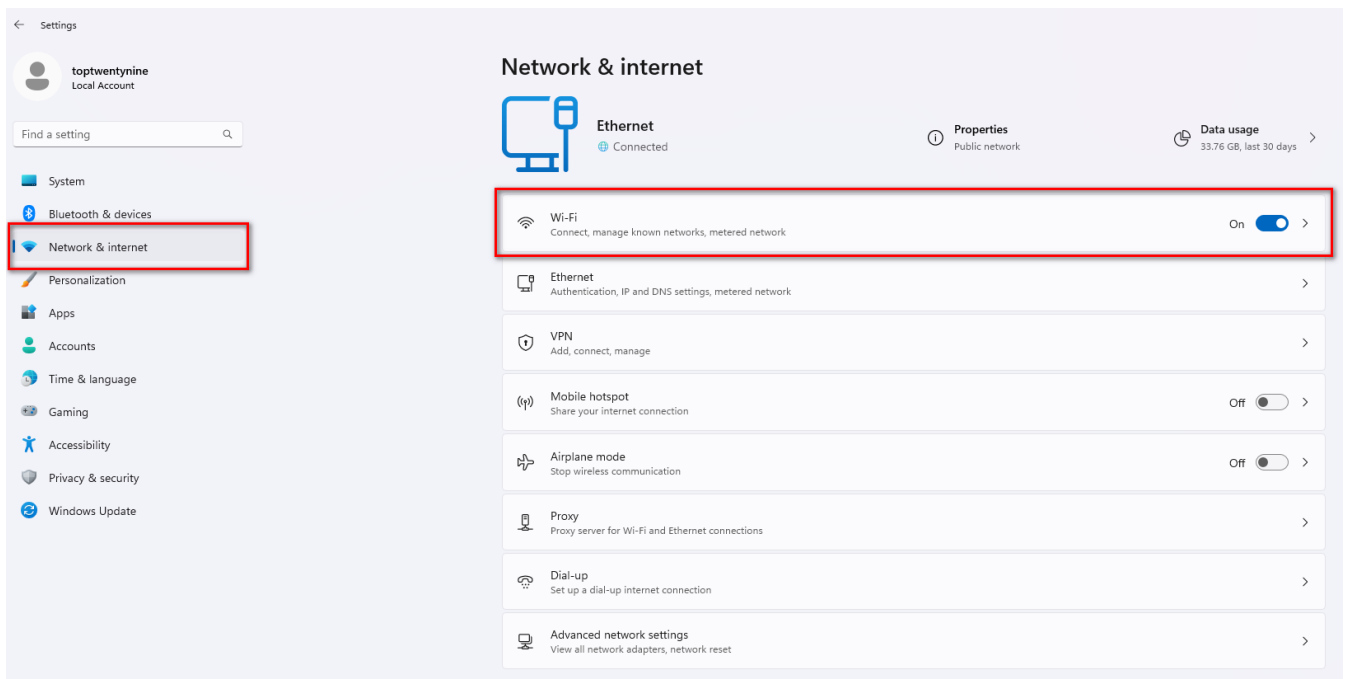 Settings
toptwentynine
Local Account
Find a setting
System
Bluetooth & devices
Network & internet
Personalization
Apps
Accounts
Time & language
Gaming
Accessibility
Privacy & security
Windows Update
Network & internet
Ethernet
Connected
Properties
Public network
Data usage
33.76 GB, last 30 days
Wi-Fi
Connect, manage known networks, metered network
On
Ethernet
Authentication, IP and DNS settings, metered network
VPN
Add, connect, manage
Mobile hotspot
Share your internet connection
Off
Airplane mode
Stop wireless communication
Off
Proxy
Proxy server for Wi-Fi and Ethernet connections
Dial-up
Set up a dial-up internet connection
Advanced network settings
View all network adapters, network reset